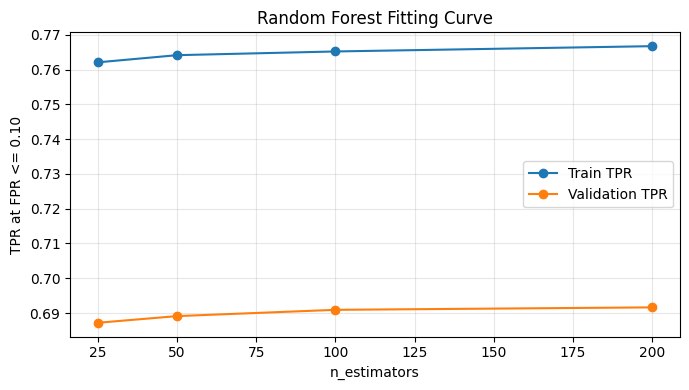 Random Forest Fitting Curve
TPR at FPR <= 0.10
0.77
0.76
0.75
0.74
0.73
0.72
0.71
0.70
0.69
Train TPR
Validation TPR
25 50 75 100 125 150 175 200
n_estimators